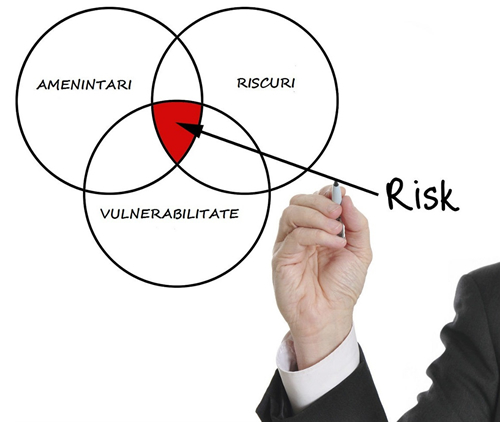 AMENINTARI
RISCURI
VULNERABILITATE
Risk